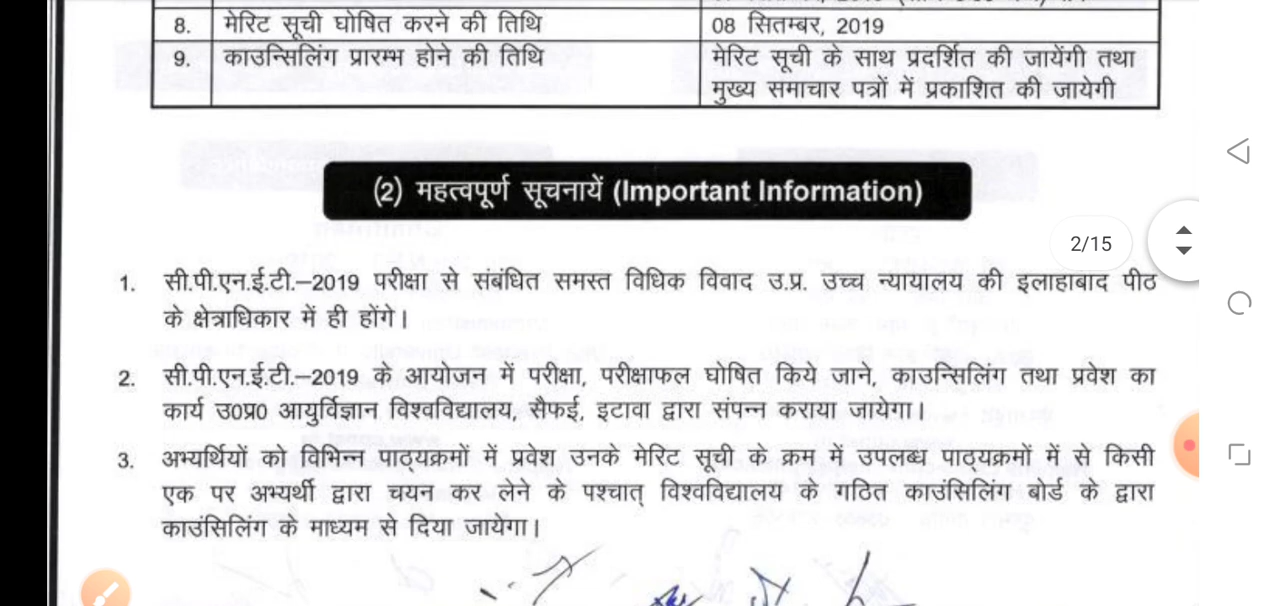 8. मेरिट सूची घोषित करने की तिथि 08 सितम्बर, 2019
9. काउन्सिलिंग प्रारम्भ होने की तिथि मेरिट सूची के साथ प्रदर्शित की जायेंगी तथा
मुख्य समाचार पत्रों में प्रकाशित की जायेगी
(2) महत्वपूर्ण सूचनायें (Important Information)
2/15
1. सी.पी.एन.ई.टी.–2019 परीक्षा से संबंधित समस्त विधिक विवाद उ.प्र. उच्च न्यायालय की इलाहाबाद पीठ
के क्षेत्राधिकार में ही होंगे।
2. सी.पी.एन.ई.टी.–2019 के आयोजन में परीक्षा, परीक्षाफल घोषित किये जाने, काउन्सिलिंग तथा प्रवेश का
कार्य उ0प्र0 आयुर्विज्ञान विश्वविद्यालय, सैफई, इटावा द्वारा संपन्न कराया जायेगा।
3. अभ्यर्थियों को विभिन्न पाठ्यक्रमों में प्रवेश उनके मेरिट सूची के क्रम में उपलब्ध पाठ्यक्रमों में से किसी
एक पर अभ्यर्थी द्वारा चयन कर लेने के पश्चात् विश्वविद्यालय के गठित काउंसिलिंग बोर्ड के द्वारा
काउंसिलिंग के माध्यम से दिया जायेगा।